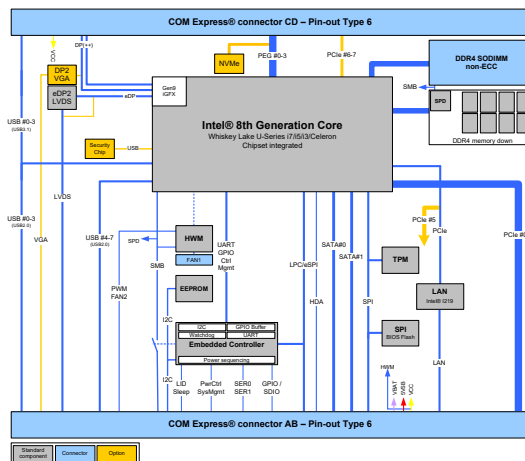 COM Express® connector CD – Pin-out Type 6
DP(++)
VCC
PEG #0-3
PCIe #6-7
NVMe
DP2
VGA
eDP2
LVDS
eDP
Gen9
iGFX
DDR4 SODIMM
non-ECC
SMB
SPD
DDR4 memory down
Intel® 8th Generation Core
Whiskey Lake U-Series i7/i5/i3/Celeron
Chipset integrated
USB #0-3
(USB3.1)
Security
Chip
USB
LVDS
USB #0-3
(USB2.0)
VGA
USB #4-7
(USB2.0)
SPD
SMB
HWM
FAN1
UART
GPIO
Ctrl
Mgmt
LPC/eSPI
HDA
SATA#0
SATA#1
SPI
PCIe #5
PCIe
TPM
PWM
FAN2
EEPROM
I2C
LAN
Intel® I219
SPI
BIOS Flash
I2C
GPIO Buffer
Watchdog
UART
Embedded Controller
Power sequencing
I2C
LID
Sleep
PwrCtrl
SysMgmt
SER0
SER1
GPIO /
SDIO
HWM
LAN
VBAT
5VSB
VCC
COM Express® connector AB – Pin-out Type 6
Standard
component
Connector
Option